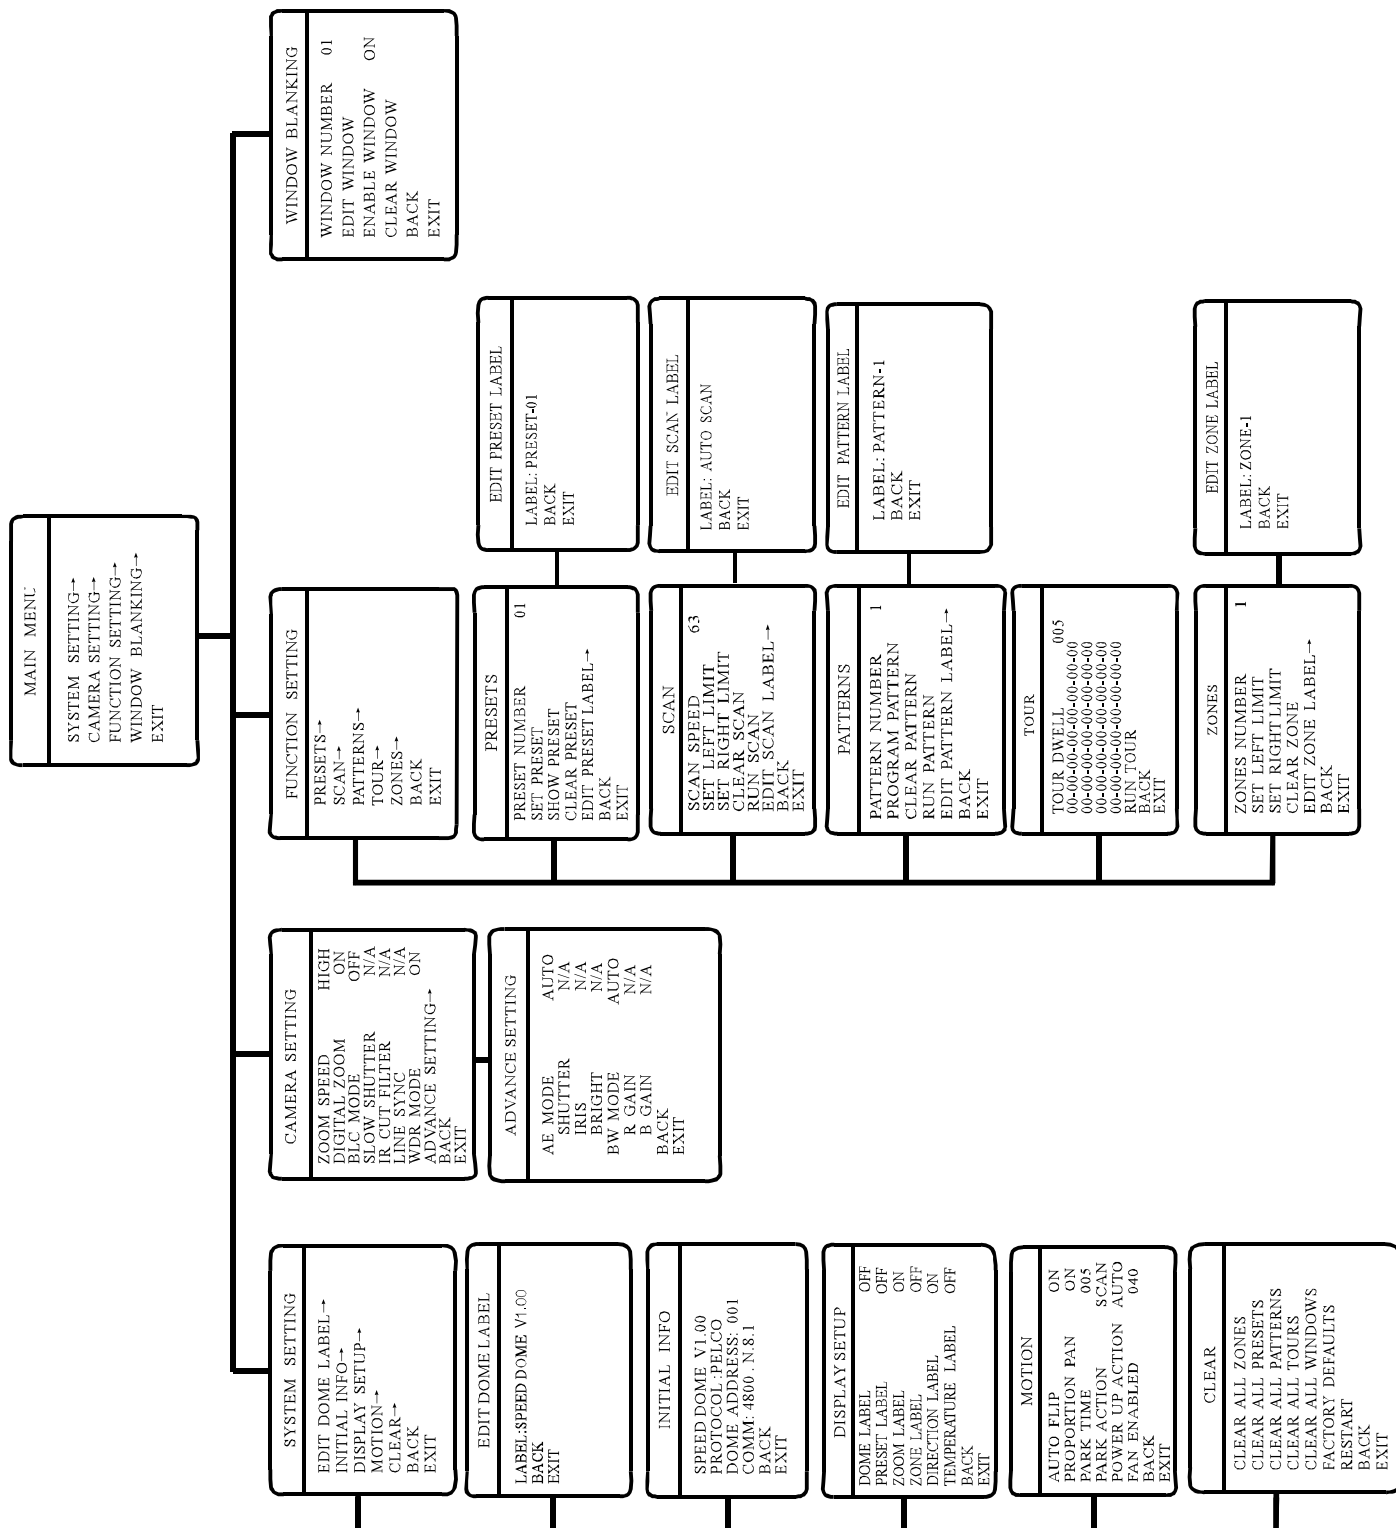 MAIN MENU
SYSTEM SETTING→
CAMERA SETTING→
FUNCTION SETTING→
WINDOW BLANKING→
EXIT
SYSTEM SETTING
EDIT DOME LABEL→
INITIAL INFO→
DISPLAY SETUP→
MOTION→
CLEAR→
BACK
EXIT
EDIT DOME LABEL
LABEL:SPEED DOME V1.00
BACK
EXIT
INITIAL INFO
SPEED DOME V1.00
PROTOCOL:PELCO
DOME ADDRESS: 001
COMM: 4800 . N.8.1
BACK
EXIT
DISPLAY SETUP
DOME LABEL OFF
PRESET LABEL OFF
ZOOM LABEL ON
ZONE LABEL OFF
DIRECTION LABEL ON
TEMPERATURE LABEL OFF
BACK
EXIT
MOTION
AUTO FLIP ON
PROPORTION PAN ON
PARK TIME 005
PARK ACTION SCAN
POWER UP ACTION AUTO
FAN ENABLED 040
BACK
EXIT
CLEAR
CLEAR ALL ZONES
CLEAR ALL PRESETS
CLEAR ALL PATTERNS
CLEAR ALL TOURS
CLEAR ALL WINDOWS
FACTORY DEFAULTS
RESTART
BACK
EXIT
CAMERA SETTING
ZOOM SPEED HIGH
DIGITAL ZOOM ON
BLC MODE OFF
SLOW SHUTTER N/A
IR CUT FILTER N/A
LINE SYNC N/A
WDR MODE ON
ADVANCE SETTING→
BACK
EXIT
ADVANCE SETTING
AE MODE AUTO
SHUTTER N/A
IRIS N/A
BRIGHT N/A
BW MODE AUTO
R GAIN N/A
B GAIN N/A
BACK
EXIT
FUNCTION SETTING
PRESETS→
SCAN→
PATTERNS→
TOUR→
ZONES→
BACK
EXIT
PRESETS
PRESET NUMBER 01
SET PRESET
SHOW PRESET
CLEAR PRESET
EDIT PRESET LABEL→
BACK
EXIT
EDIT PRESET LABEL
LABEL: PRESET-01
BACK
EXIT
SCAN
SCAN SPEED 63
SET LEFT LIMIT
SET RIGHT LIMIT
CLEAR SCAN
RUN SCAN
EDIT SCAN LABEL→
BACK
EXIT
EDIT SCAN LABEL
LABEL: AUTO SCAN
BACK
EXIT
PATTERNS
PATTERN NUMBER 1
PROGRAM PATTERN
CLEAR PATTERN
RUN PATTERN
EDIT PATTERN LABEL→
BACK
EXIT
EDIT PATTERN LABEL
LABEL: PATTERN-1
BACK
EXIT
TOUR
TOUR DWELL 005
00-00-00-00-00-00-00
00-00-00-00-00-00-00
00-00-00-00-00-00-00
00-00-00-00-00-00-00
RUN TOUR
BACK
EXIT
ZONES
ZONES NUMBER 1
SET LEFT LIMIT
SET RIGHT LIMIT
CLEAR ZONE
EDIT ZONE LABEL→
BACK
EXIT
EDIT ZONE LABEL
LABEL: ZONE-1
BACK
EXIT
WINDOW BLANKING
WINDOW NUMBER 01
EDIT WINDOW
ENABLE WINDOW ON
CLEAR WINDOW
BACK
EXIT